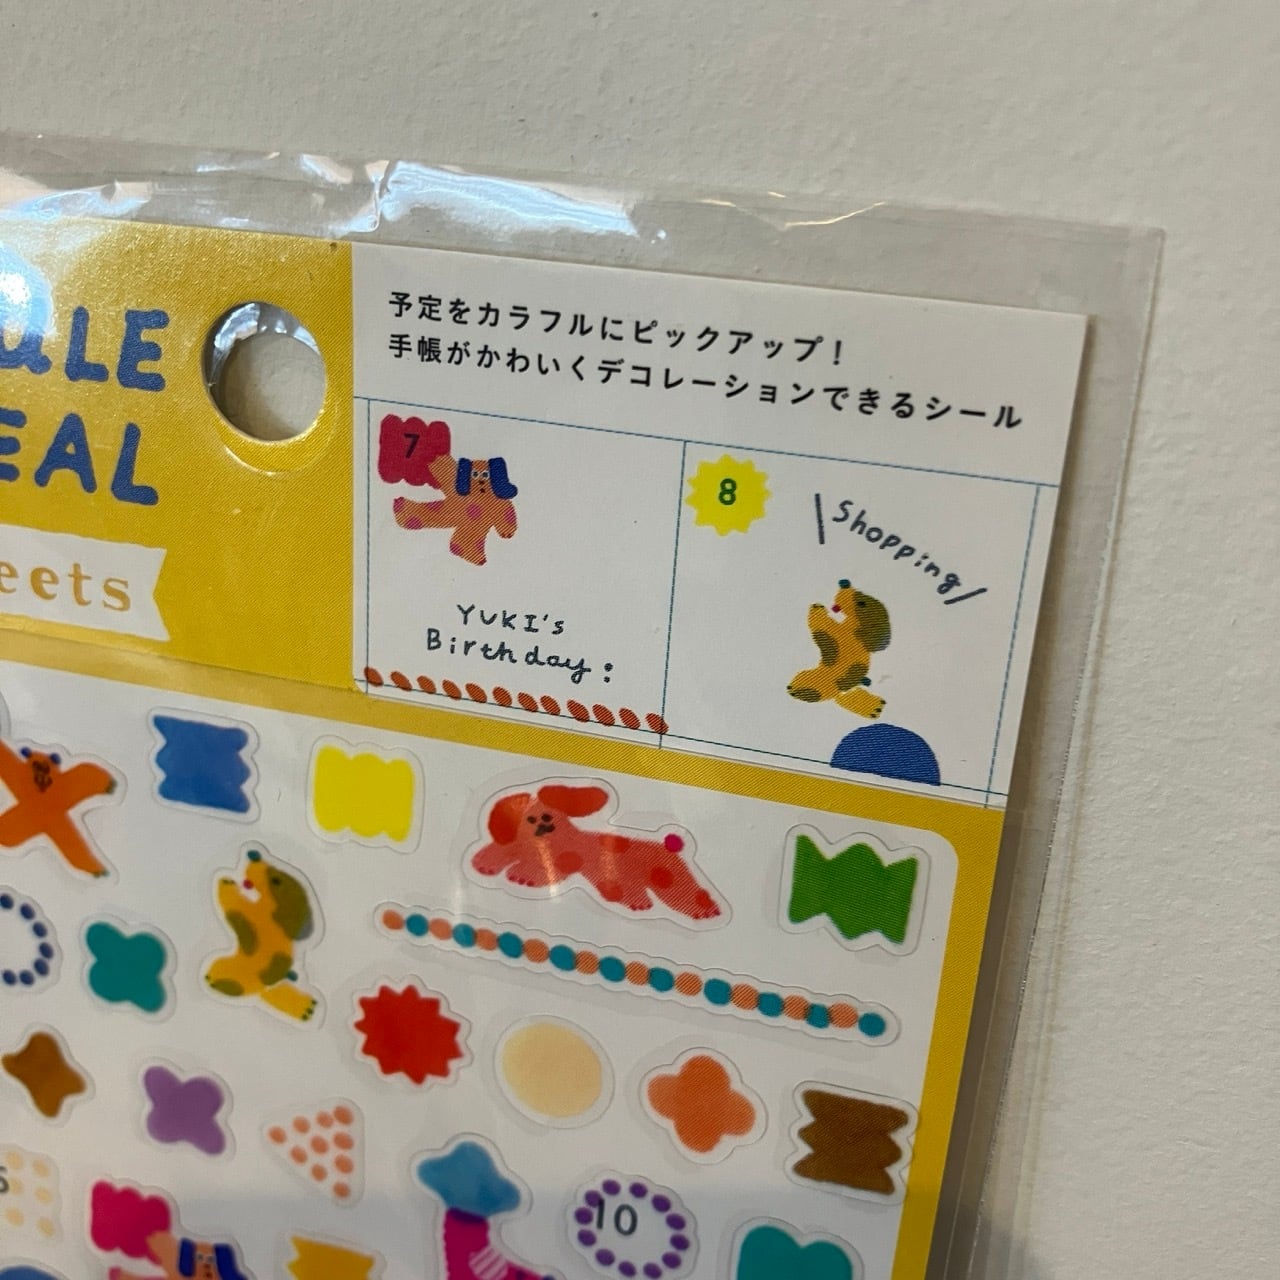 予定をカラフルにピックアップ!
手帳がかわいくデコレーションできるシール
EAL
7
YUKI's
Birthday:
8
\Shopping/
10